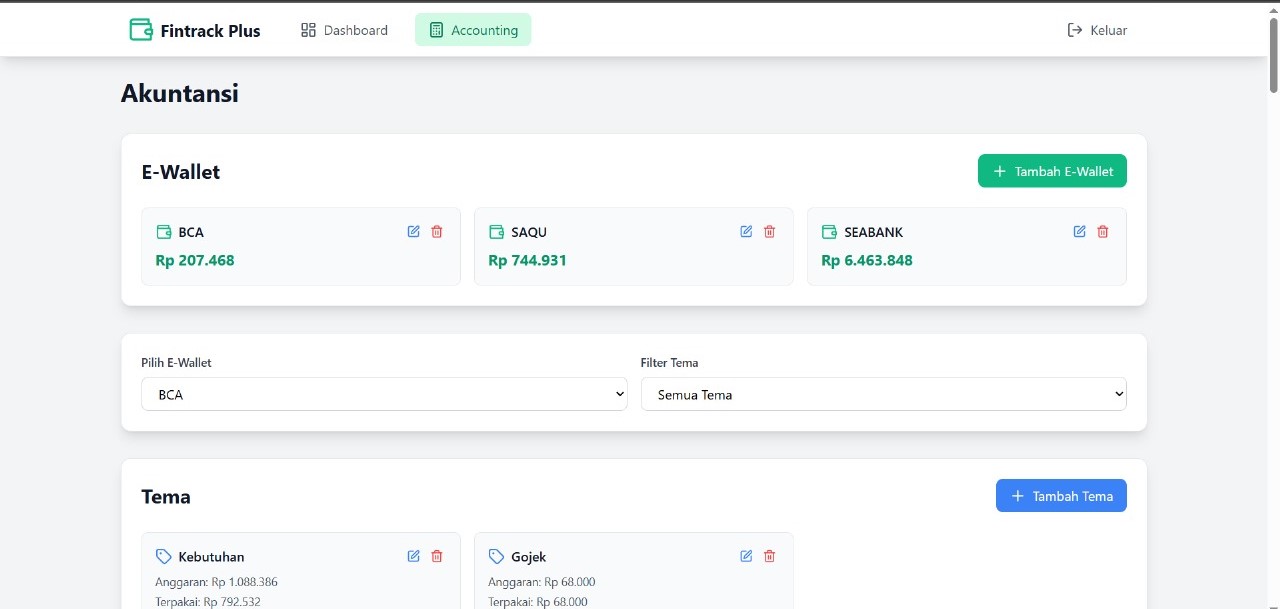 Fintrack Plus Dashboard Accounting Keluar
Akuntansi
E-Wallet + Tambah E-Wallet
BCA SAQU SEABANK
Rp 207.468 Rp 744.931 Rp 6.463.848
Pilih E-Wallet Filter Tema
BCA Semua Tema
Tema + Tambah Tema
Kebutuhan Gojek
Anggaran: Rp 1.088.386 Anggaran: Rp 68.000
Terpakai: Rp 792.532 Terpakai: Rp 68.000